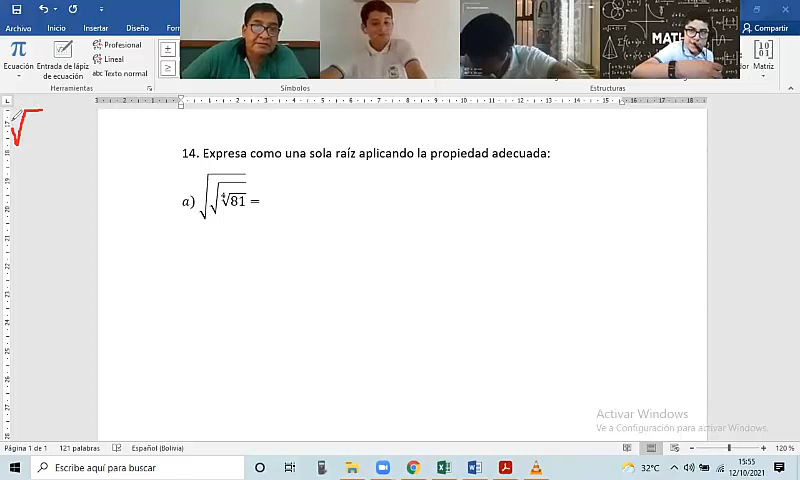 Archivo Inicio Insertar Diseño
Compartir
Ecuación
Entrada de lápiz de ecuación
Profesional
Lineal
abc Texto normal
Matriz
Herramientas
Símbolos
Estructuras
MATH
14. Expresa como una sola raíz aplicando la propiedad adecuada:
a) √√∜81 =
Activar Windows
Ve a Configuración para activar Windows.
Página 1 de 1 121 palabras Español (Bolivia) 120 %
Escribe aquí para buscar
32°C
15:55
12/10/2021